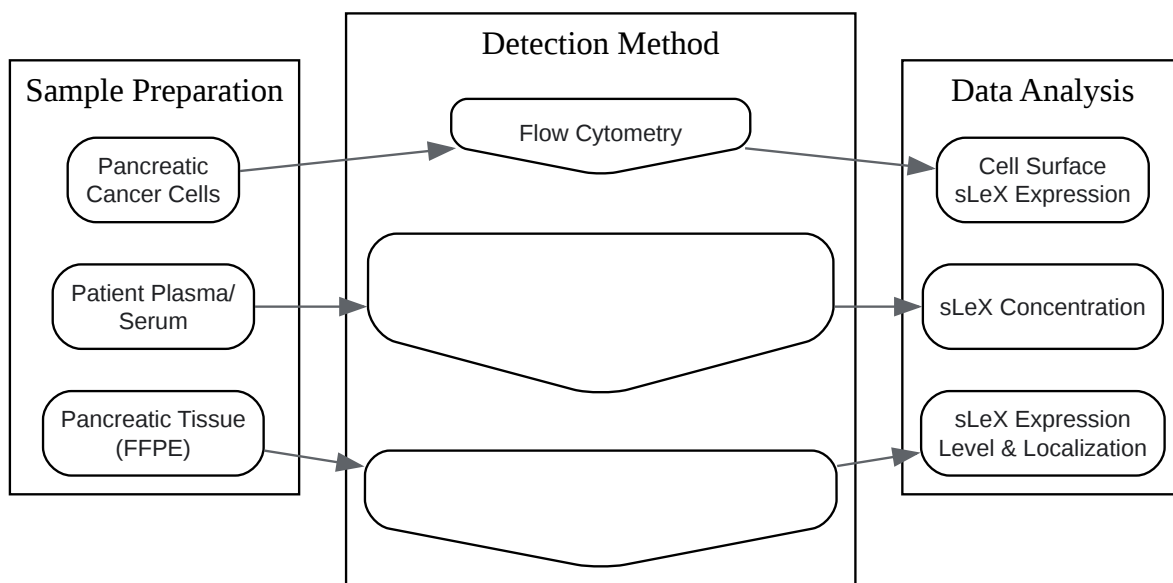 Sample Preparation
Pancreatic
Cancer Cells
Patient Plasma/
Serum
Pancreatic Tissue
(FFPE)
Detection Method
Flow Cytometry
Data Analysis
Cell Surface
sLeX Expression
sLeX Concentration
sLeX Expression
Level & Localization